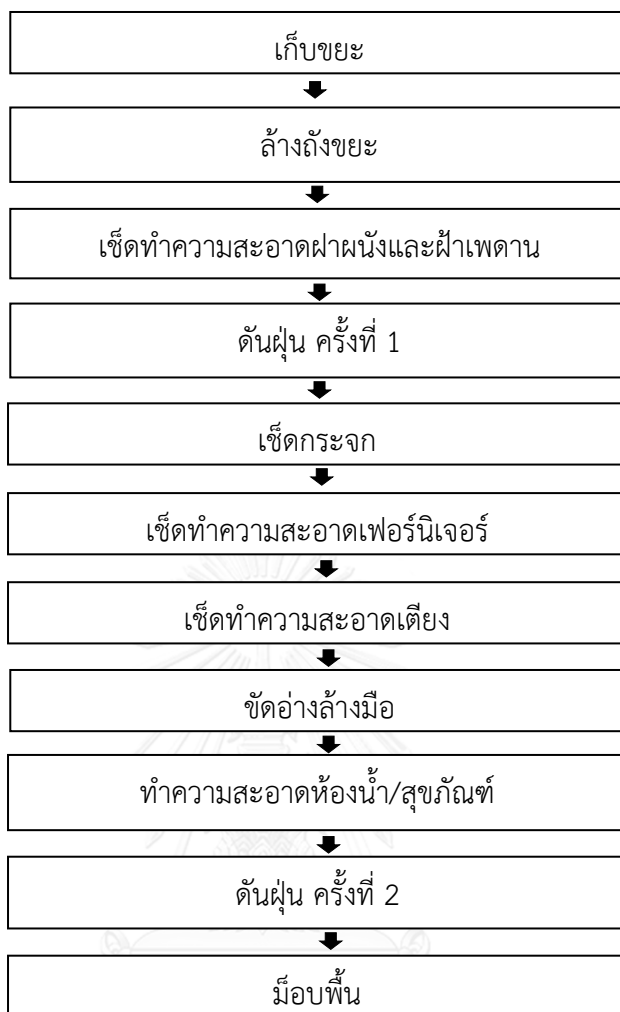 เก็บขยะ
ล้างถังขยะ
เช็ดทำความสะอาดฝาผนังและฝ้าเพดาน
ดันฝุ่น ครั้งที่ 1
เช็ดกระจก
เช็ดทำความสะอาดเฟอร์นิเจอร์
เช็ดทำความสะอาดเตียง
ขัดอ่างล้างมือ
ทำความสะอาดห้องน้ำ/สุขภัณฑ์
ดันฝุ่น ครั้งที่ 2
ม็อบพื้น